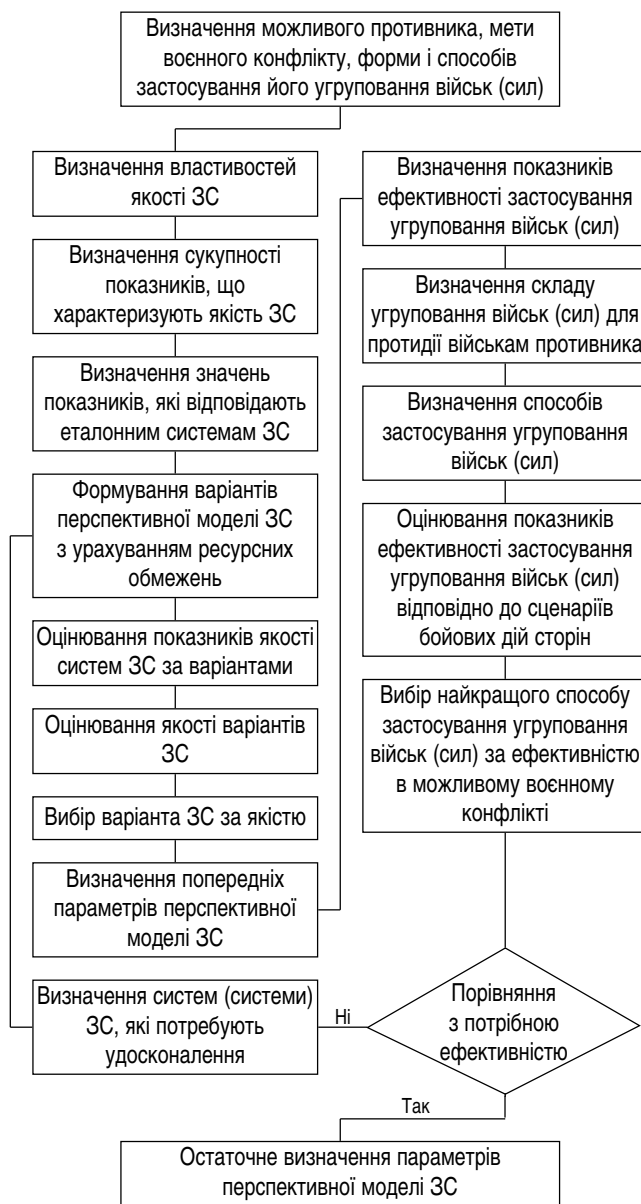 Визначення можливого противника, мети
воєнного конфлікту, форми і способів
застосування його угруповання військ (сил)
Визначення властивостей
якості ЗС
Визначення сукупності
показників, що
характеризують якість ЗС
Визначення значень
показників, які відповідають
еталонним системам ЗС
Формування варіантів
перспективної моделі ЗС
з урахуванням ресурсних
обмежень
Оцінювання показників якості
систем ЗС за варіантами
Оцінювання якості варіантів
ЗС
Вибір варіанта ЗС за якістю
Визначення попередніх
параметрів перспективної
моделі ЗС
Визначення показників
ефективності застосування
угруповання військ (сил)
Визначення складу
угруповання військ (сил) для
протидії військам противника
Визначення способів
застосування угруповання
військ (сил)
Оцінювання показників
ефективності застосування
угруповання військ (сил)
відповідно до сценаріїв
бойових дій сторін
Вибір найкращого способу
застосування угруповання
військ (сил) за ефективністю
в можливому воєнному
конфлікті
Порівняння
з потрібною
ефективністю
Ні
Визначення систем (системи)
ЗС, які потребують
удосконалення
Так
Остаточне визначення параметрів
перспективної моделі ЗС